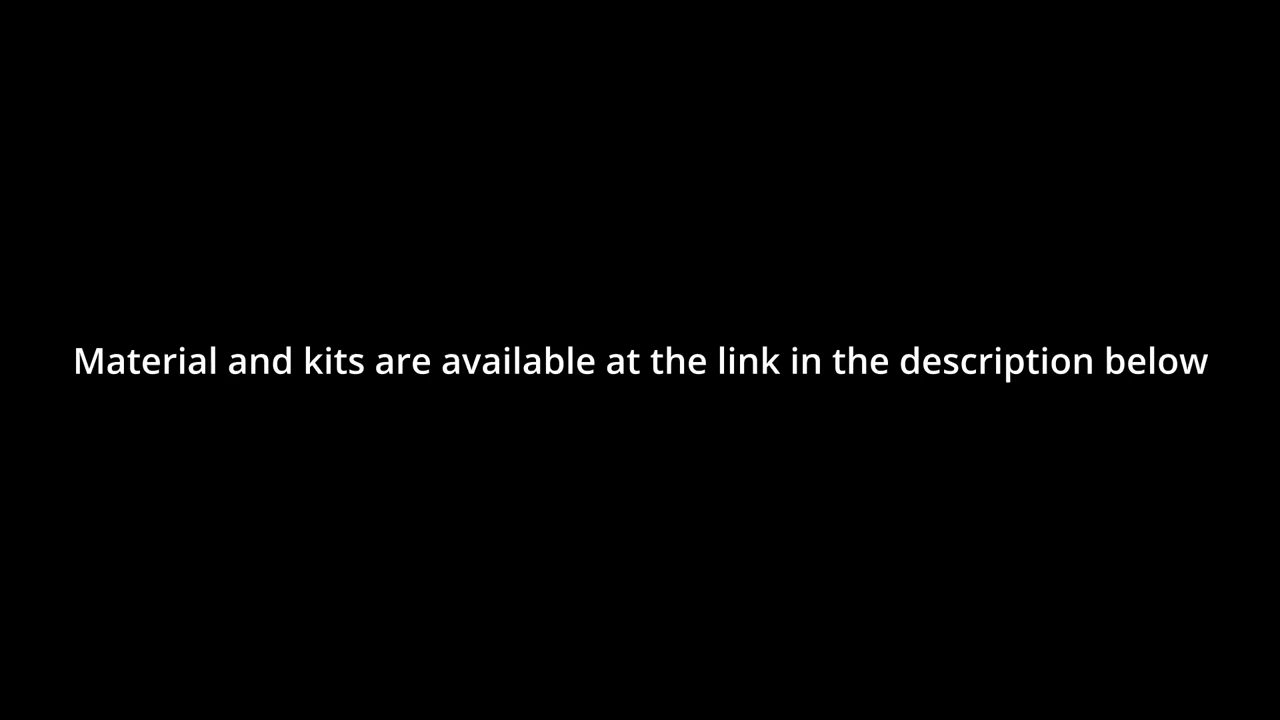 Material and kits are available at the link in the description below